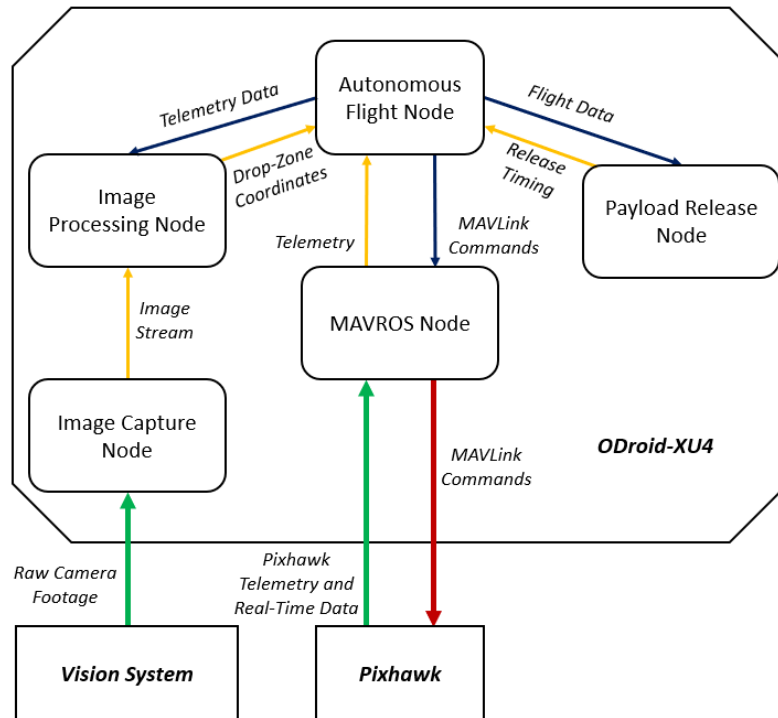 Autonomous
Flight Node
Telemetry Data
Flight Data
Drop-Zone
Coordinates
Release
Timing
Image
Processing Node
Payload Release
Node
Telemetry
MAVLink
Commands
Image
Stream
MAVROS Node
Image Capture
Node
MAVLink
Commands
ODroid-XU4
Raw Camera
Footage
Pixhawk
Telemetry and
Real-Time Data
Vision System
Pixhawk